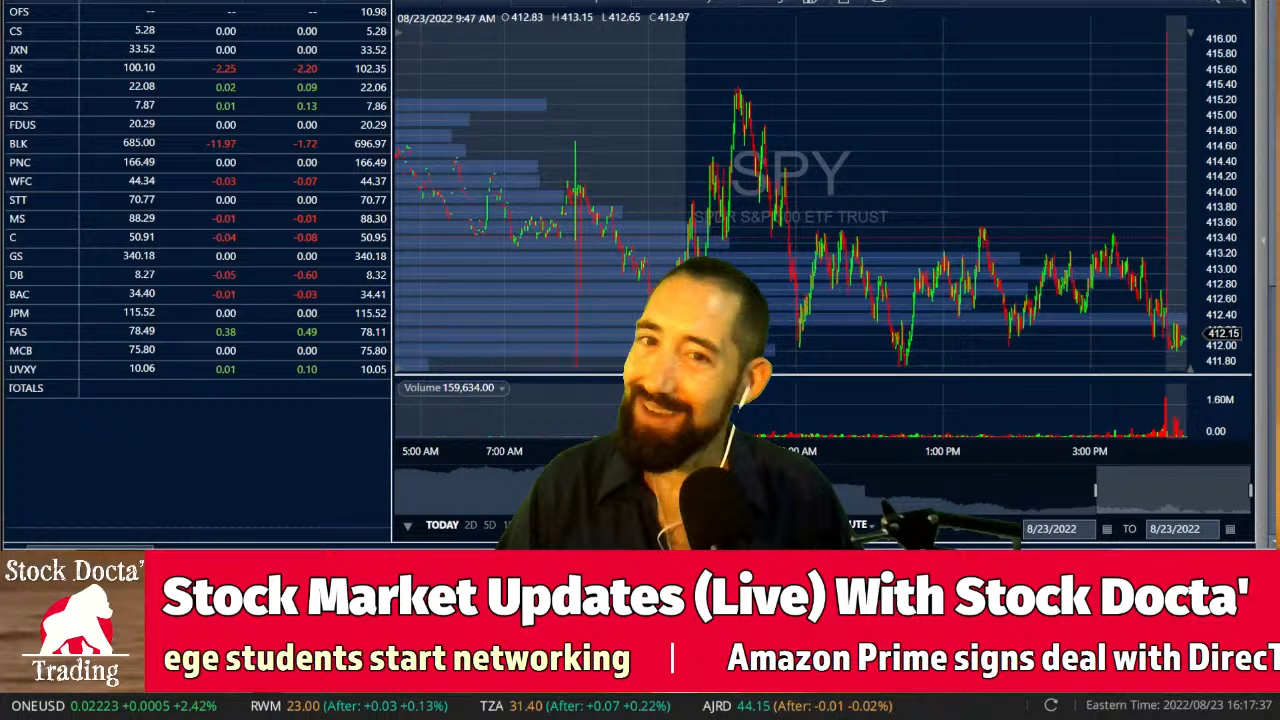 OFS -- -- -- 10.98
CS 5.28 0.00 0.00 5.28
JXN 33.52 0.00 0.00 33.52
BX 100.10 -2.25 -2.20 102.35
FAZ 22.08 0.02 0.09 22.06
BCS 7.87 0.01 0.13 7.86
FDUS 20.29 0.00 0.00 20.29
BLK 685.00 -11.97 -1.72 696.97
PNC 166.49 0.00 0.00 166.49
WFC 44.34 -0.03 -0.07 44.37
STT 70.77 0.00 0.00 70.77
MS 88.29 -0.01 -0.01 88.30
C 50.91 -0.04 -0.08 50.95
GS 340.18 0.00 0.00 340.18
DB 8.27 -0.05 -0.60 8.32
BAC 34.40 -0.01 -0.03 34.41
JPM 115.52 0.00 0.00 115.52
FAS 78.49 0.38 0.49 78.11
MCB 75.80 0.00 0.00 75.80
UVXY 10.06 0.01 0.10 10.05
TOTALS
08/23/2022 9:47 AM O 412.83 H 413.15 L 412.65 C 412.97
SPY
SPDR S&P 500 ETF TRUST
416.00
415.80
415.60
415.40
415.20
415.00
414.80
414.60
414.40
414.20
414.00
413.80
413.60
413.40
413.20
413.00
412.80
412.60
412.40
412.15
412.00
411.80
Volume 159,634.00
1.60M
0.00
5:00 AM 7:00 AM 1:00 PM 3:00 PM
TODAY 2D 5D
8/23/2022 TO 8/23/2022
Stock Docta'
Trading
Stock Market Updates (Live) With Stock Docta'
ege students start networking | Amazon Prime signs deal with DirecT
ONEUSD 0.02223 +0.0005 +2.42% RWM 23.00 (After: +0.03 +0.13%) TZA 31.40 (After: +0.07 +0.22%) AJRD 44.15 (After: -0.01 -0.02%) Eastern Time: 2022/08/23 16:17:37